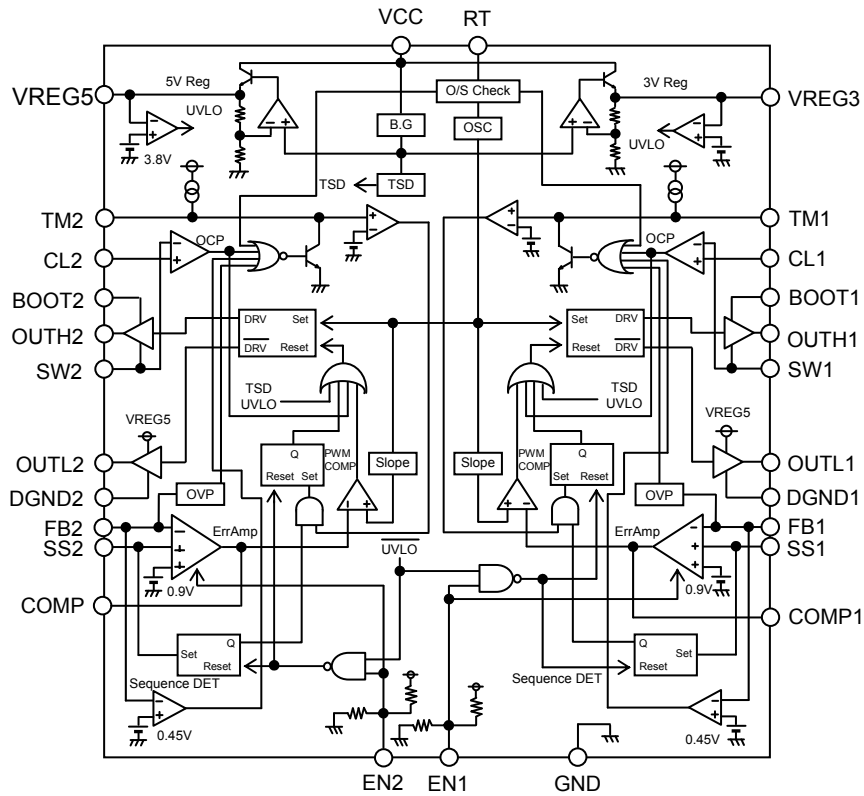 VCC RT
5V Reg 3V Reg
VREG5 O/S Check VREG3
UVLO B.G OSC UVLO
3.8V
TSD TSD
TM2 TM1
OCP OCP
CL2 CL1
BOOT2 BOOT1
DRV Set Set DRV
OUTH2 OUTH1
DRV Reset Reset DRV
SW2 SW1
TSD TSD
UVLO UVLO
VREG5 VREG5
Q PWM COMP Slope Slope PWM COMP Q
OUTL2 Reset Set Set Reset OUTL1
DGND2 OVP OVP DGND1
FB2 ErrAmp ErrAmp FB1
SS2 UVLO SS1
0.9V 0.9V
COMP COMP1
Q Q
Set Reset Reset Set
Sequence DET Sequence DET
0.45V 0.45V
EN2 EN1 GND